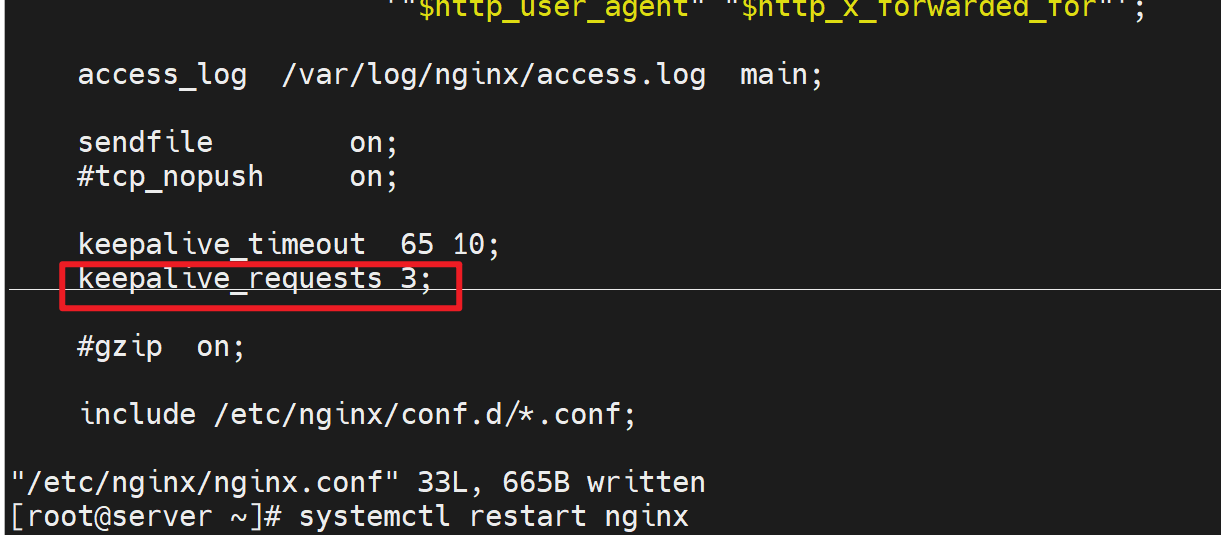 '"$http_user_agent" "$http_x_forwarded_for"';
access_log  /var/log/nginx/access.log  main;
sendfile        on;
#tcp_nopush     on;
keepalive_timeout  65 10;
keepalive_requests 3;
#gzip  on;
include /etc/nginx/conf.d/*.conf;
"/etc/nginx/nginx.conf" 33L, 665B written
[root@server ~]# systemctl restart nginx